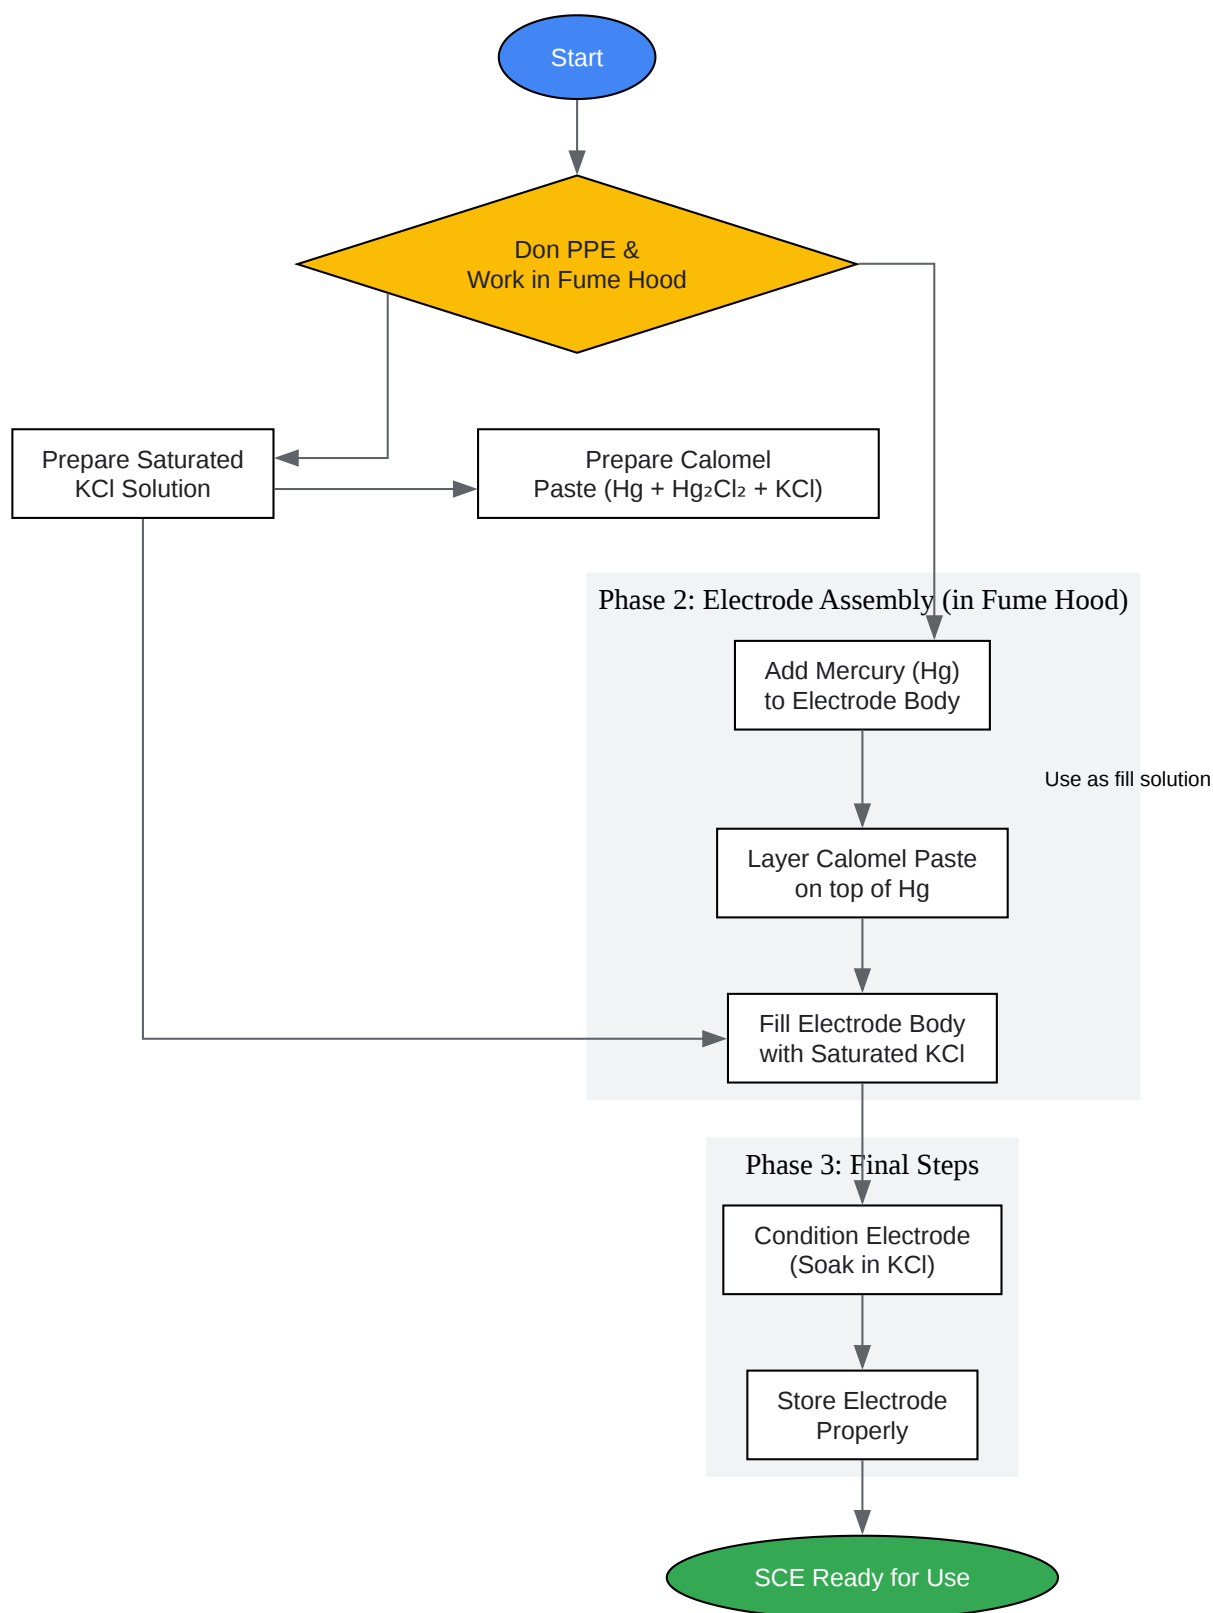 Start
Don PPE &
Work in Fume Hood
Prepare Saturated
KCl Solution
Prepare Calomel
Paste (Hg + Hg₂Cl₂ + KCl)
Phase 2: Electrode Assembly (in Fume Hood)
Add Mercury (Hg)
to Electrode Body
Use as fill solution
Layer Calomel Paste
on top of Hg
Fill Electrode Body
with Saturated KCl
Phase 3: Final Steps
Condition Electrode
(Soak in KCl)
Store Electrode
Properly
SCE Ready for Use